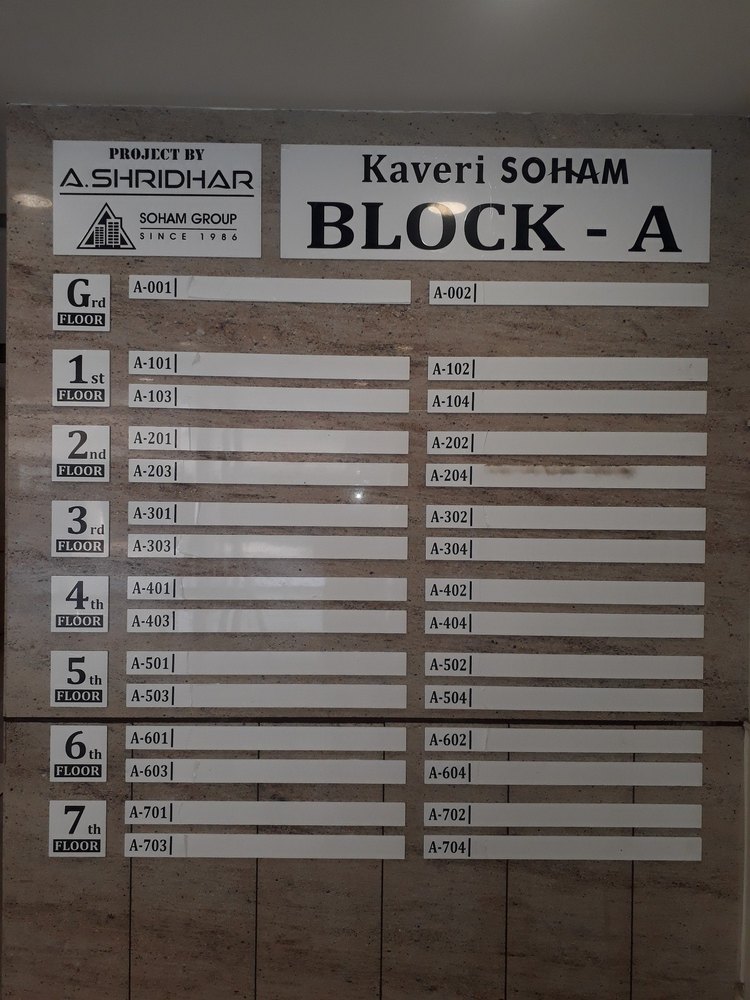 PROJECT BY
A.SHRIDHAR
SOHAM GROUP
SINCE 1986
Kaveri SOHAM
BLOCK - A
Grd
FLOOR
A-001|
A-002|
1st
FLOOR
A-101|
A-102|
A-103|
A-104|
2nd
FLOOR
A-201|
A-202|
A-203|
A-204|
3rd
FLOOR
A-301|
A-302|
A-303|
A-304|
4th
FLOOR
A-401|
A-402|
A-403|
A-404|
5th
FLOOR
A-501|
A-502|
A-503|
A-504|
6th
FLOOR
A-601|
A-602|
A-603|
A-604|
7th
FLOOR
A-701|
A-702|
A-703|
A-704|